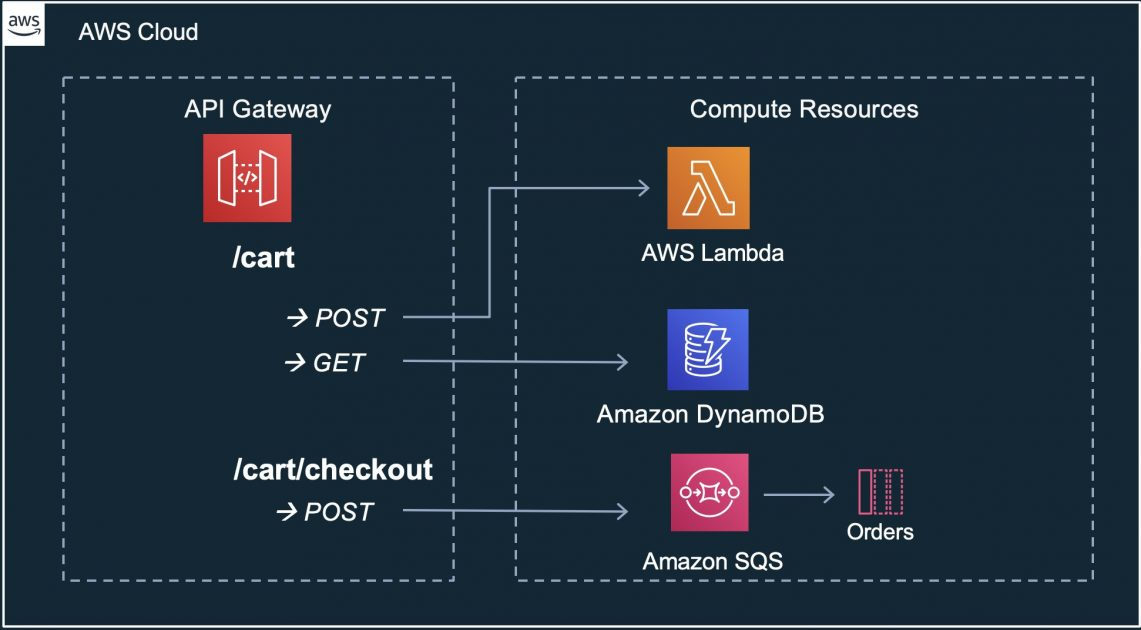 aws
AWS Cloud
API Gateway
</>
/cart
→ POST
→ GET
/cart/checkout
→ POST
Compute Resources
AWS Lambda
Amazon DynamoDB
Amazon SQS
Orders